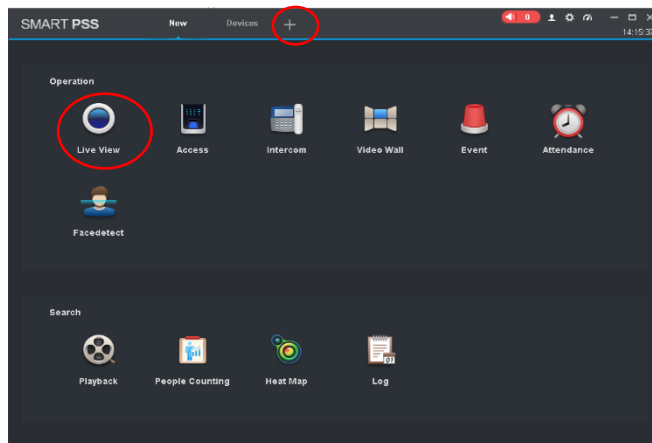 SMART PSS New Devices + 0
14:15:37
Operation
Live View Access Intercom Video Wall Event Attendance
Facedetect
Search
Playback People Counting Heat Map Log